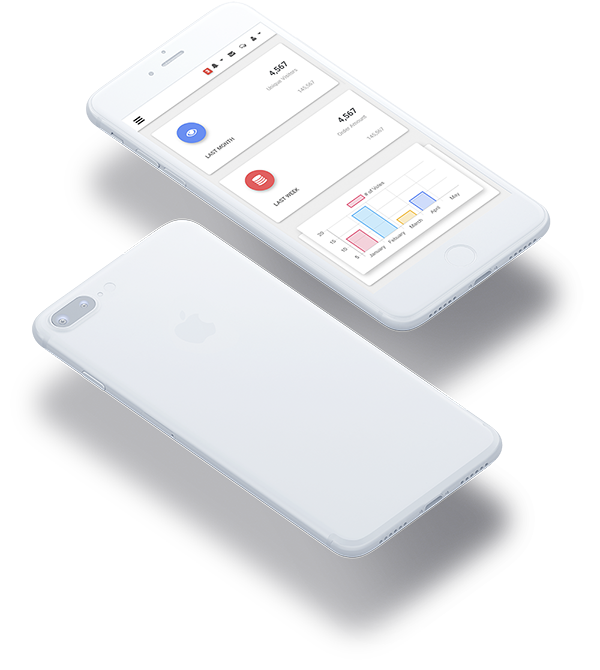 4,567
Unique Visitors
LAST MONTH
145,567
4,567
Order Amount
LAST WEEK
145,567
# of Votes
20
15
10
5
January
Febuary
March
April
May